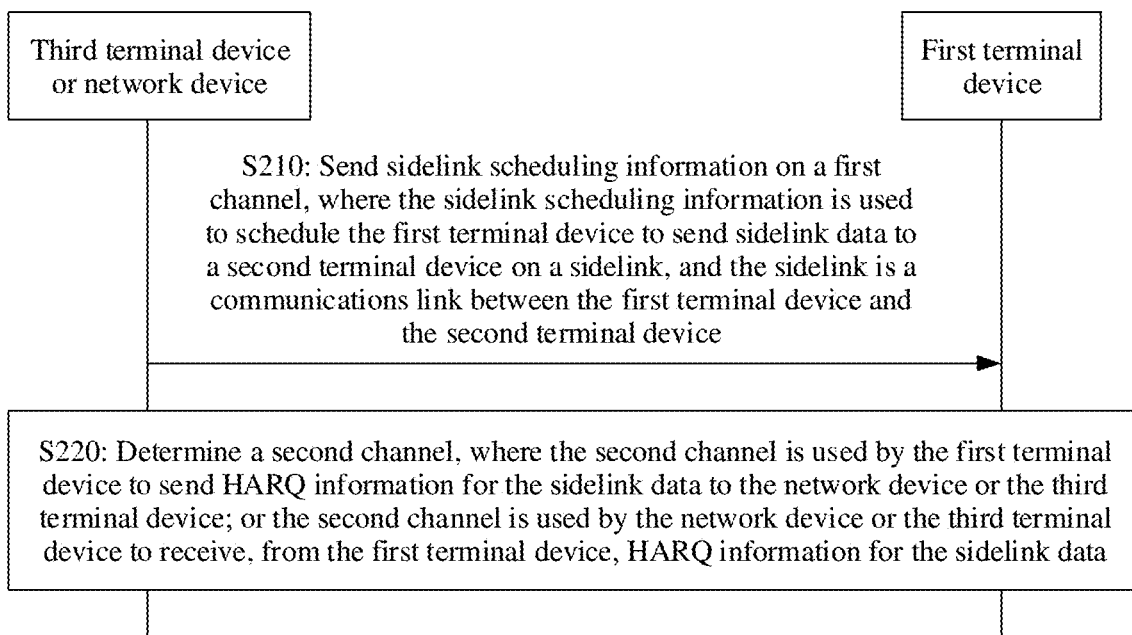 Third terminal device
or network device
First terminal
device
S210: Send sidelink scheduling information on a first
channel, where the sidelink scheduling information is used
to schedule the first terminal device to send sidelink data to
a second terminal device on a sidelink, and the sidelink is a
communications link between the first terminal device and
the second terminal device
S220: Determine a second channel, where the second channel is used by the first terminal
device to send HARQ information for the sidelink data to the network device or the third
terminal device; or the second channel is used by the network device or the third terminal
device to receive, from the first terminal device, HARQ information for the sidelink data